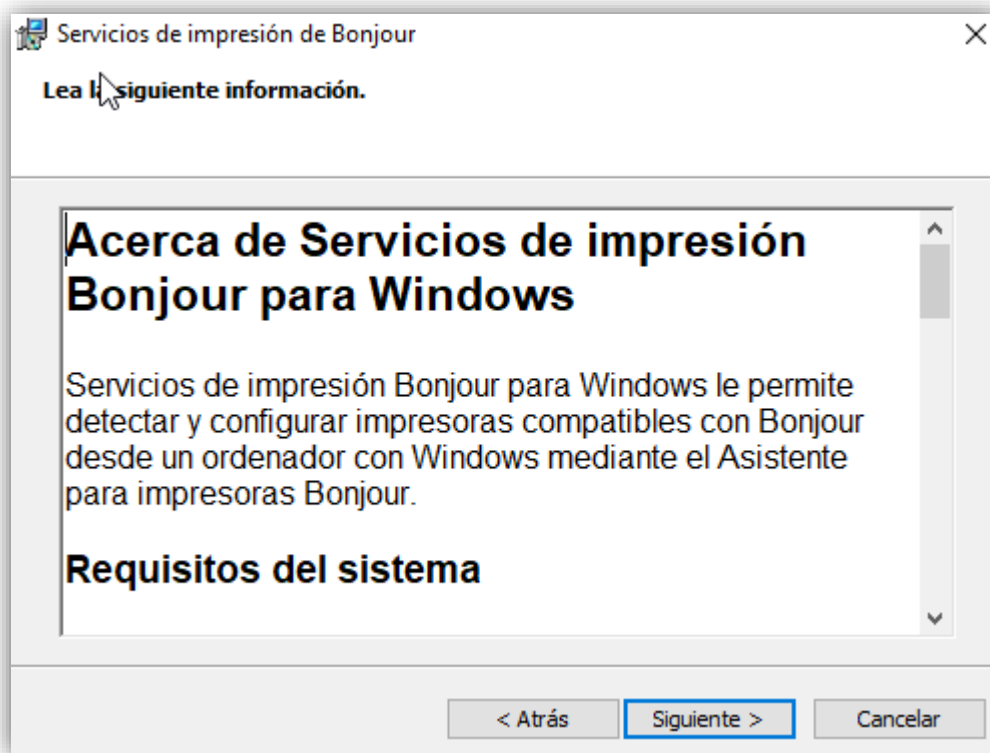 Servicios de impresión de Bonjour
Lea la siguiente información.
Acerca de Servicios de impresión
Bonjour para Windows
Servicios de impresión Bonjour para Windows le permite
detectar y configurar impresoras compatibles con Bonjour
desde un ordenador con Windows mediante el Asistente
para impresoras Bonjour.
Requisitos del sistema
< Atrás
Siguiente >
Cancelar